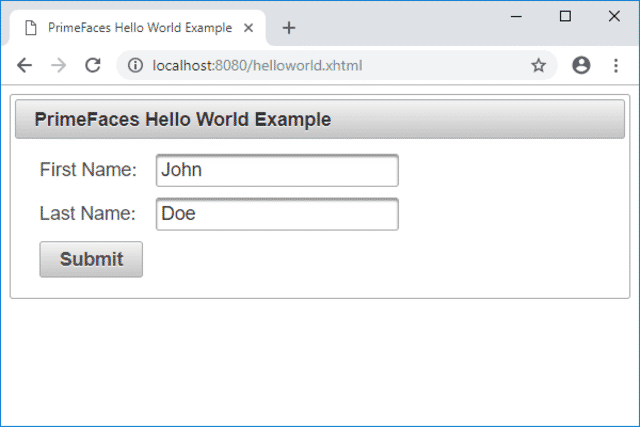 PrimeFaces Hello World Example
localhost:8080/helloworld.xhtml
PrimeFaces Hello World Example
First Name: John
Last Name: Doe
Submit